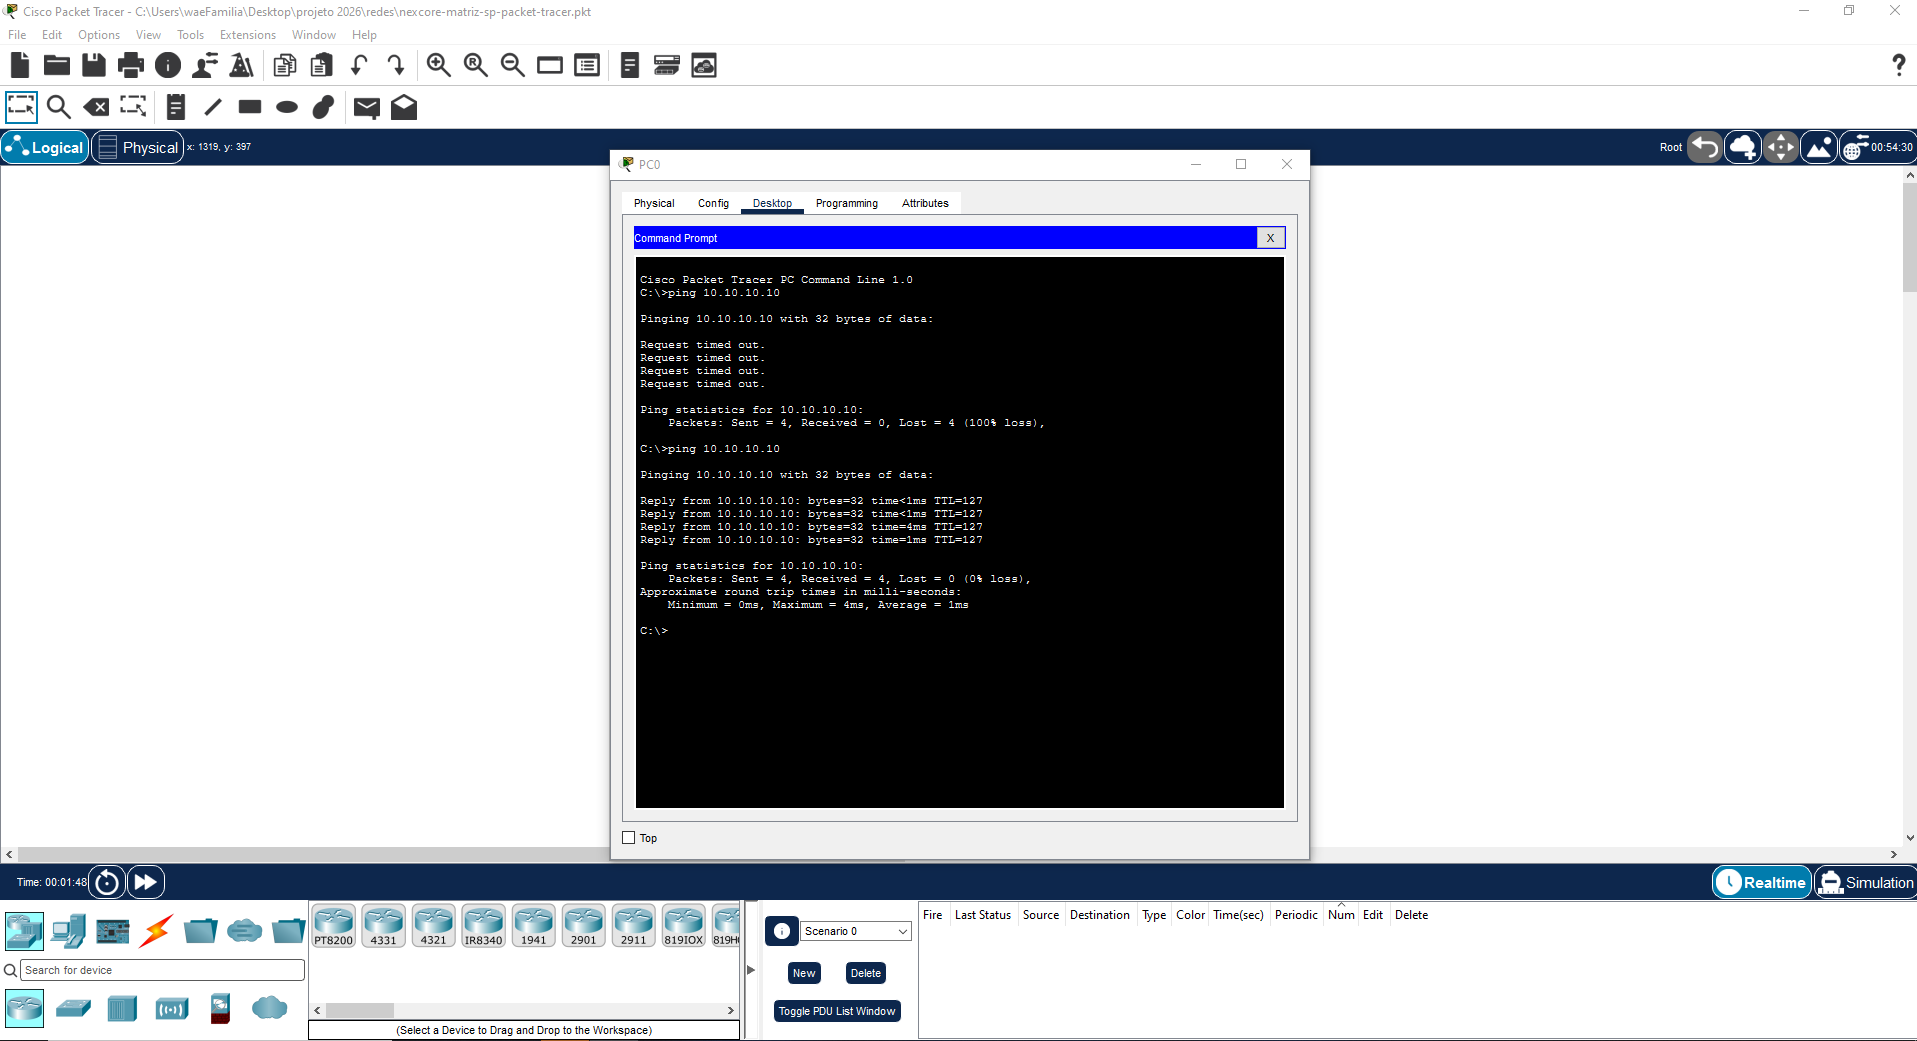 Cisco Packet Tracer - C:\Users\waeFamilia\Desktop\projeto 2026\redes\nexcore-matriz-sp-packet-tracer.pkt
File Edit Options View Tools Extensions Window Help
Logical Physical x: 1319, y: 397
Root 00:54:30
PC0
Physical Config Desktop Programming Attributes
Command Prompt X
Cisco Packet Tracer PC Command Line 1.0
C:\>ping 10.10.10.10
Pinging 10.10.10.10 with 32 bytes of data:
Request timed out.
Request timed out.
Request timed out.
Request timed out.
Ping statistics for 10.10.10.10:
Packets: Sent = 4, Received = 0, Lost = 4 (100% loss),
C:\>ping 10.10.10.10
Pinging 10.10.10.10 with 32 bytes of data:
Reply from 10.10.10.10: bytes=32 time<1ms TTL=127
Reply from 10.10.10.10: bytes=32 time<1ms TTL=127
Reply from 10.10.10.10: bytes=32 time=4ms TTL=127
Reply from 10.10.10.10: bytes=32 time=1ms TTL=127
Ping statistics for 10.10.10.10:
Packets: Sent = 4, Received = 4, Lost = 0 (0% loss),
Approximate round trip times in milli-seconds:
Minimum = 0ms, Maximum = 4ms, Average = 1ms
C:\>
Top
Time: 00:01:48
Realtime Simulation
PT8200 4331 4321 IR8340 1941 2901 2911 819IOX 819H
Search for device
(Select a Device to Drag and Drop to the Workspace)
Scenario 0
New Delete
Toggle PDU List Window
Fire Last Status Source Destination Type Color Time(sec) Periodic Num Edit Delete